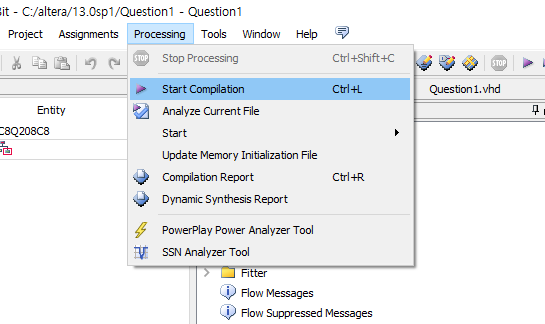 Bit - C:/altera/13.0sp1/Question1 - Question1
Project Assignments Processing Tools Window Help
Stop Processing Ctrl+Shift+C
Start Compilation Ctrl+L
Analyze Current File
Start
Update Memory Initialization File
Compilation Report Ctrl+R
Dynamic Synthesis Report
PowerPlay Power Analyzer Tool
SSN Analyzer Tool
Entity
C8Q208C8
Question1.vhd
Fitter
Flow Messages
Flow Suppressed Messages